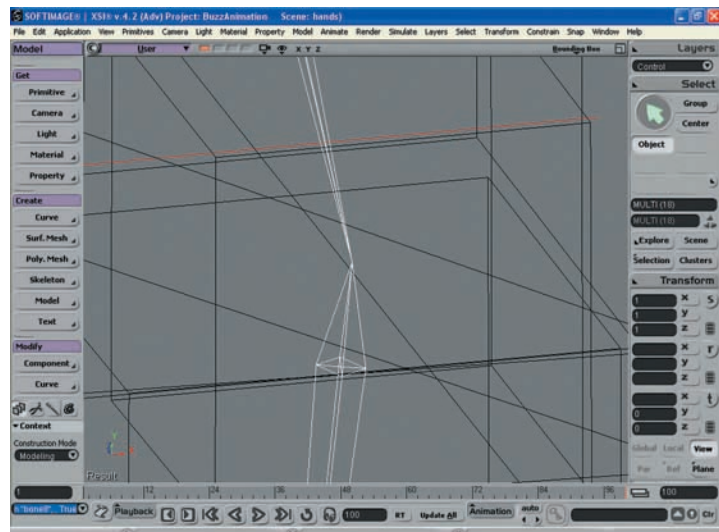 SOFTIMAGE® | XSI® v.4.2 (Adv) Project: BuzzAnimation Scene: hands)
File Edit Application View Primitives Camera Light Material Property Model Animate Render Simulate Layers Select Transform Constrain Snap Window Help
Model
User
X Y Z
Bounding Box
Get
Primitive
Camera
Light
Material
Property
Create
Curve
Surf. Mesh
Poly. Mesh
Skeleton
Model
Text
Modify
Component
Curve
Context
Construction Mode
Modeling
Result
Layers
Control
Select
Group
Center
Object
MULTI (18)
MULTI (18)
Explore Scene
Selection Clusters
Transform
1 x s
1 y
1 z
x r
y
z
x t
0 y
0 z
Global Local View
Par Ref Plane
1 12 24 36 48 60 72 84 96 100
True
Playback
100
RT
Update All
Animation
auto
Clr